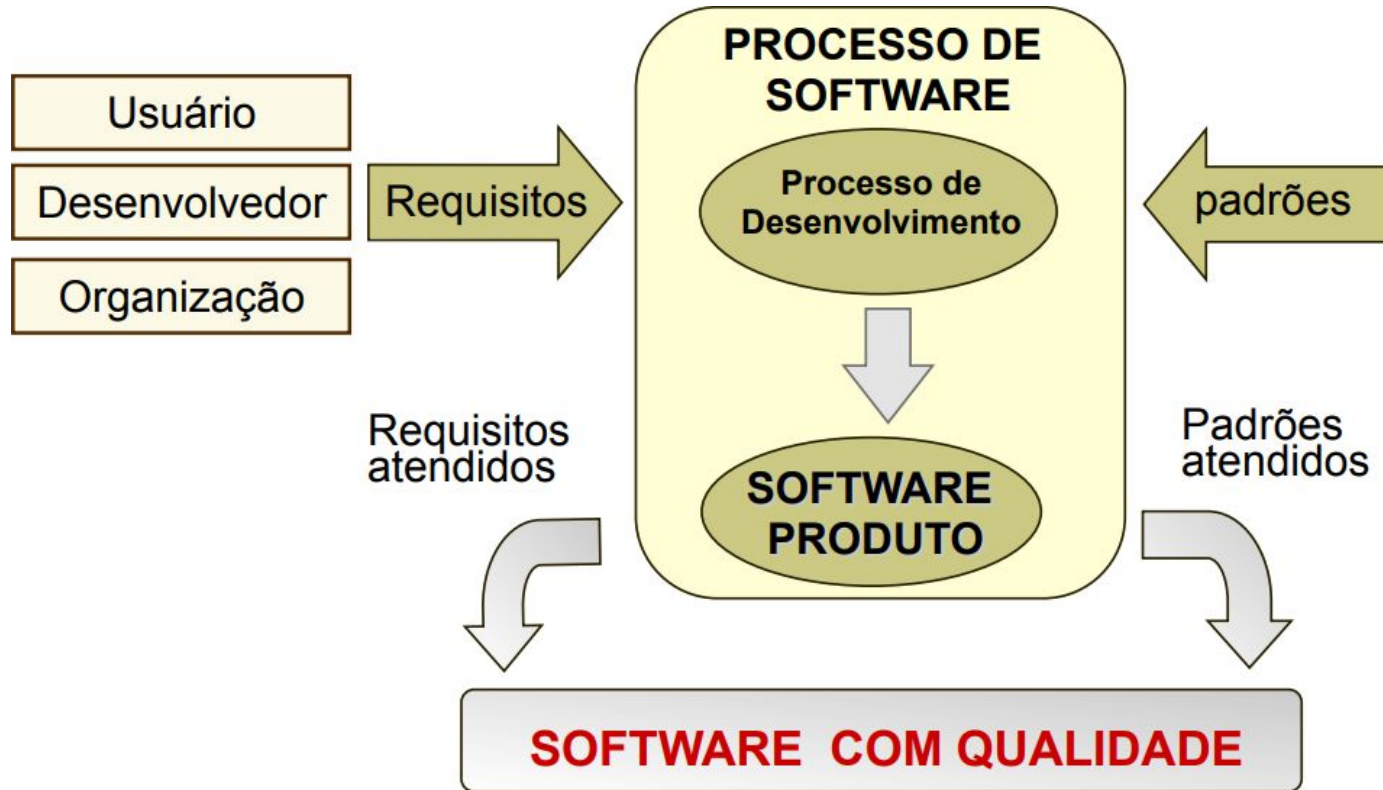 PROCESSO DE
SOFTWARE
Usuário
Desenvolvedor
Organização
Requisitos
Processo de
Desenvolvimento
padrões
Requisitos
atendidos
Padrões
atendidos
SOFTWARE
PRODUTO
SOFTWARE COM QUALIDADE